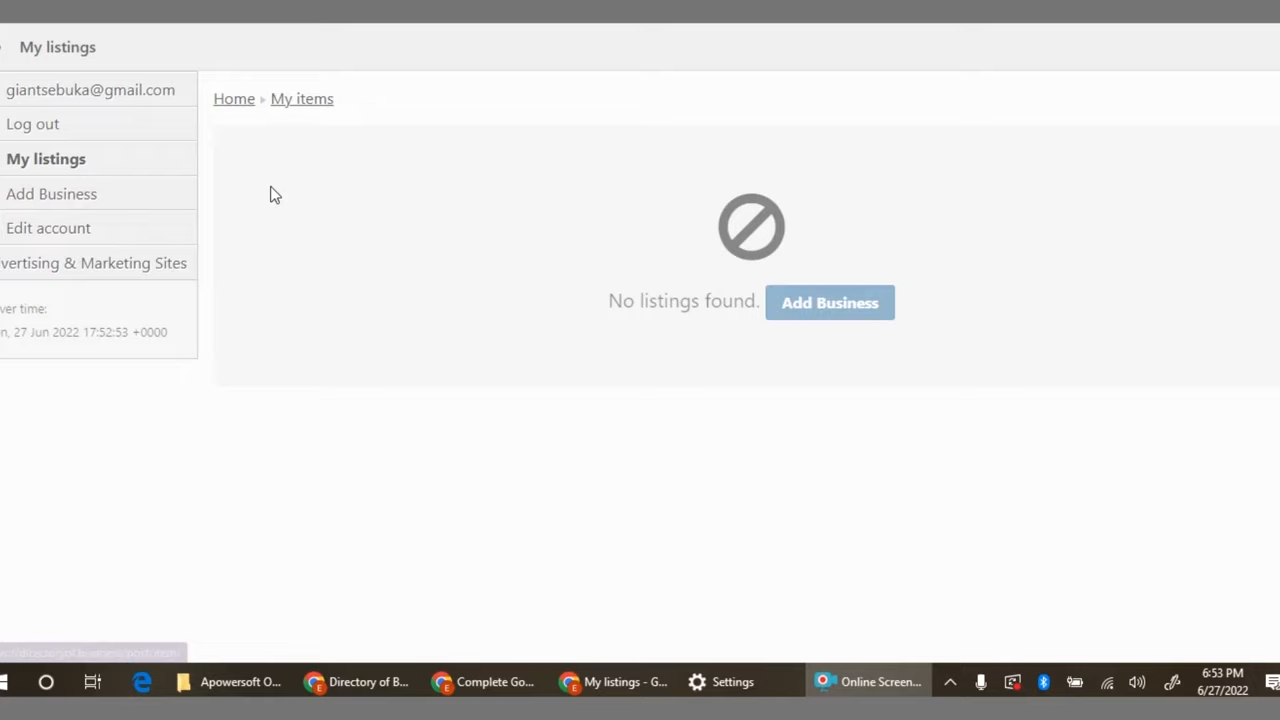 My listings
giantsebuka@gmail.com
Home
My items
Log out
My listings
Add Business
Edit account
vertising & Marketing Sites
ver time:
n, 27 Jun 2022 17:52:53 +0000
No listings found.
Add Business
Apowersoft O...
Directory of B...
Complete Go...
My listings - G...
Settings
Online Screen...
6:53 PM
6/27/2022